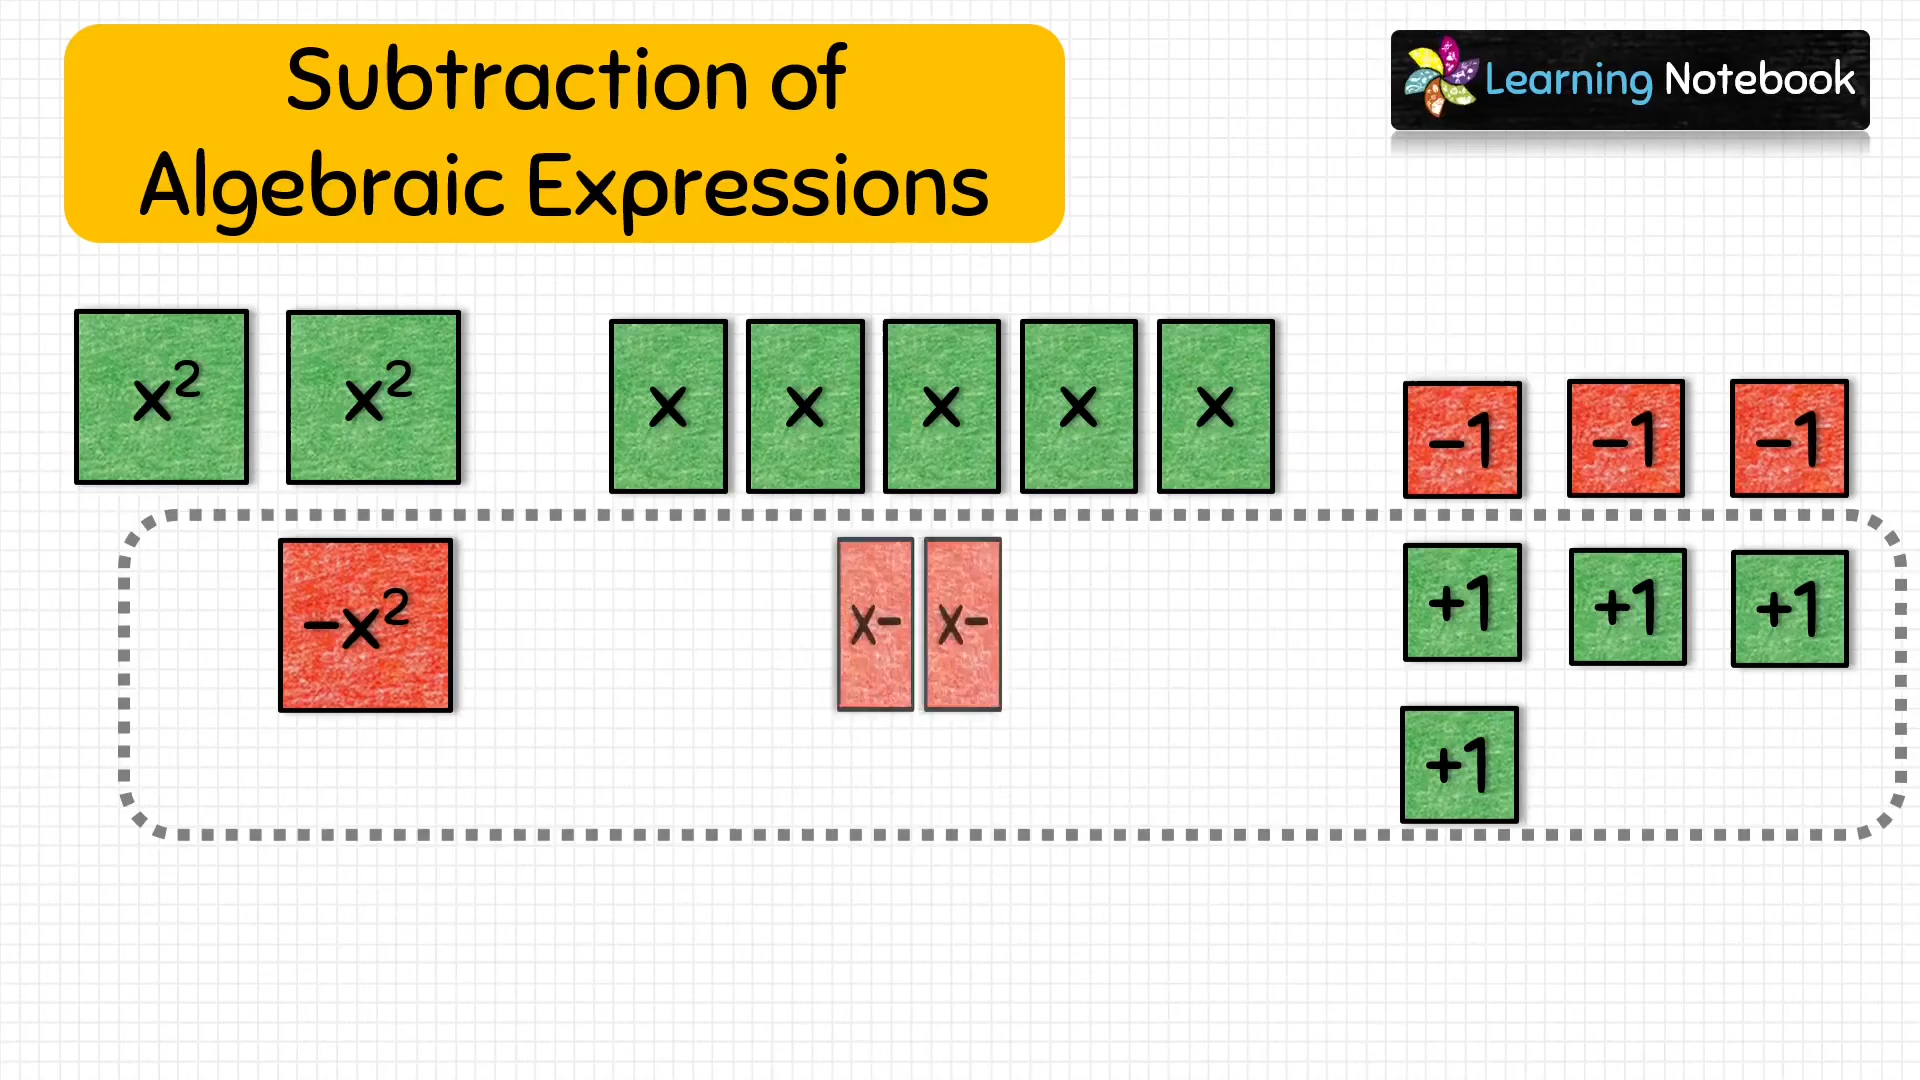 Subtraction of
Algebraic Expressions
Learning Notebook
x² x² x x x x x -1 -1 -1
-x² x- x- +1 +1 +1
+1